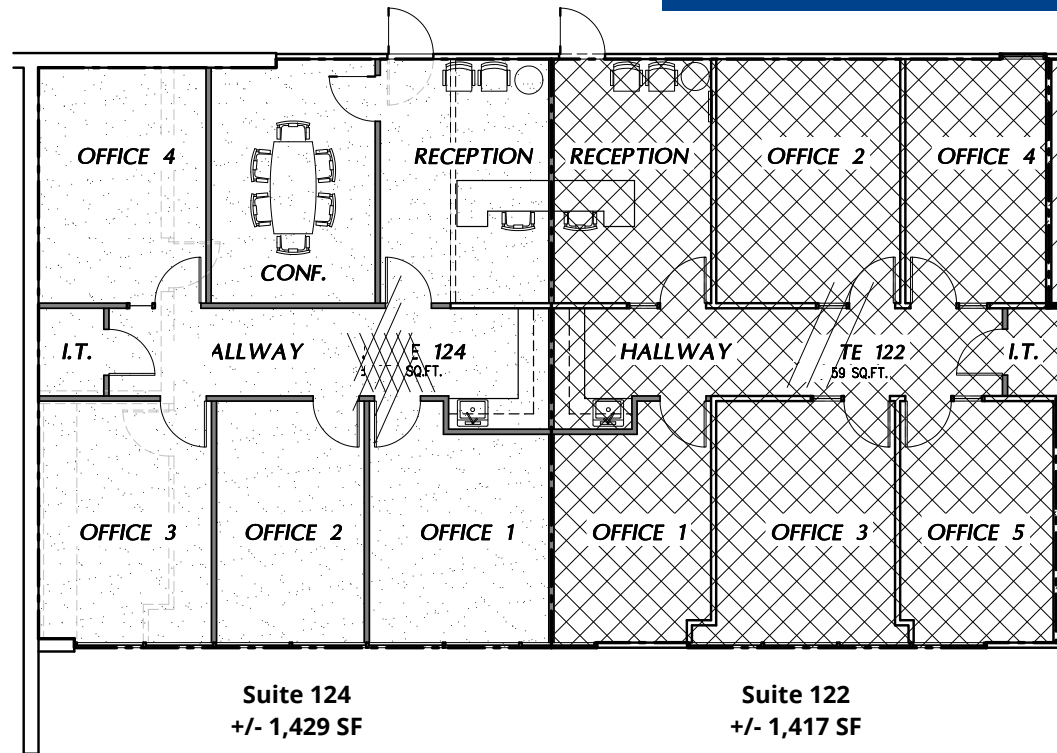 OFFICE 4
CONF.
RECEPTION
RECEPTION
OFFICE 2
OFFICE 4
I.T.
ALLWAY
E 124
SQ.FT.
HALLWAY
TE 122
59 SQ.FT.
I.T.
OFFICE 3
OFFICE 2
OFFICE 1
OFFICE 1
OFFICE 3
OFFICE 5
Suite 124
+/- 1,429 SF
Suite 122
+/- 1,417 SF